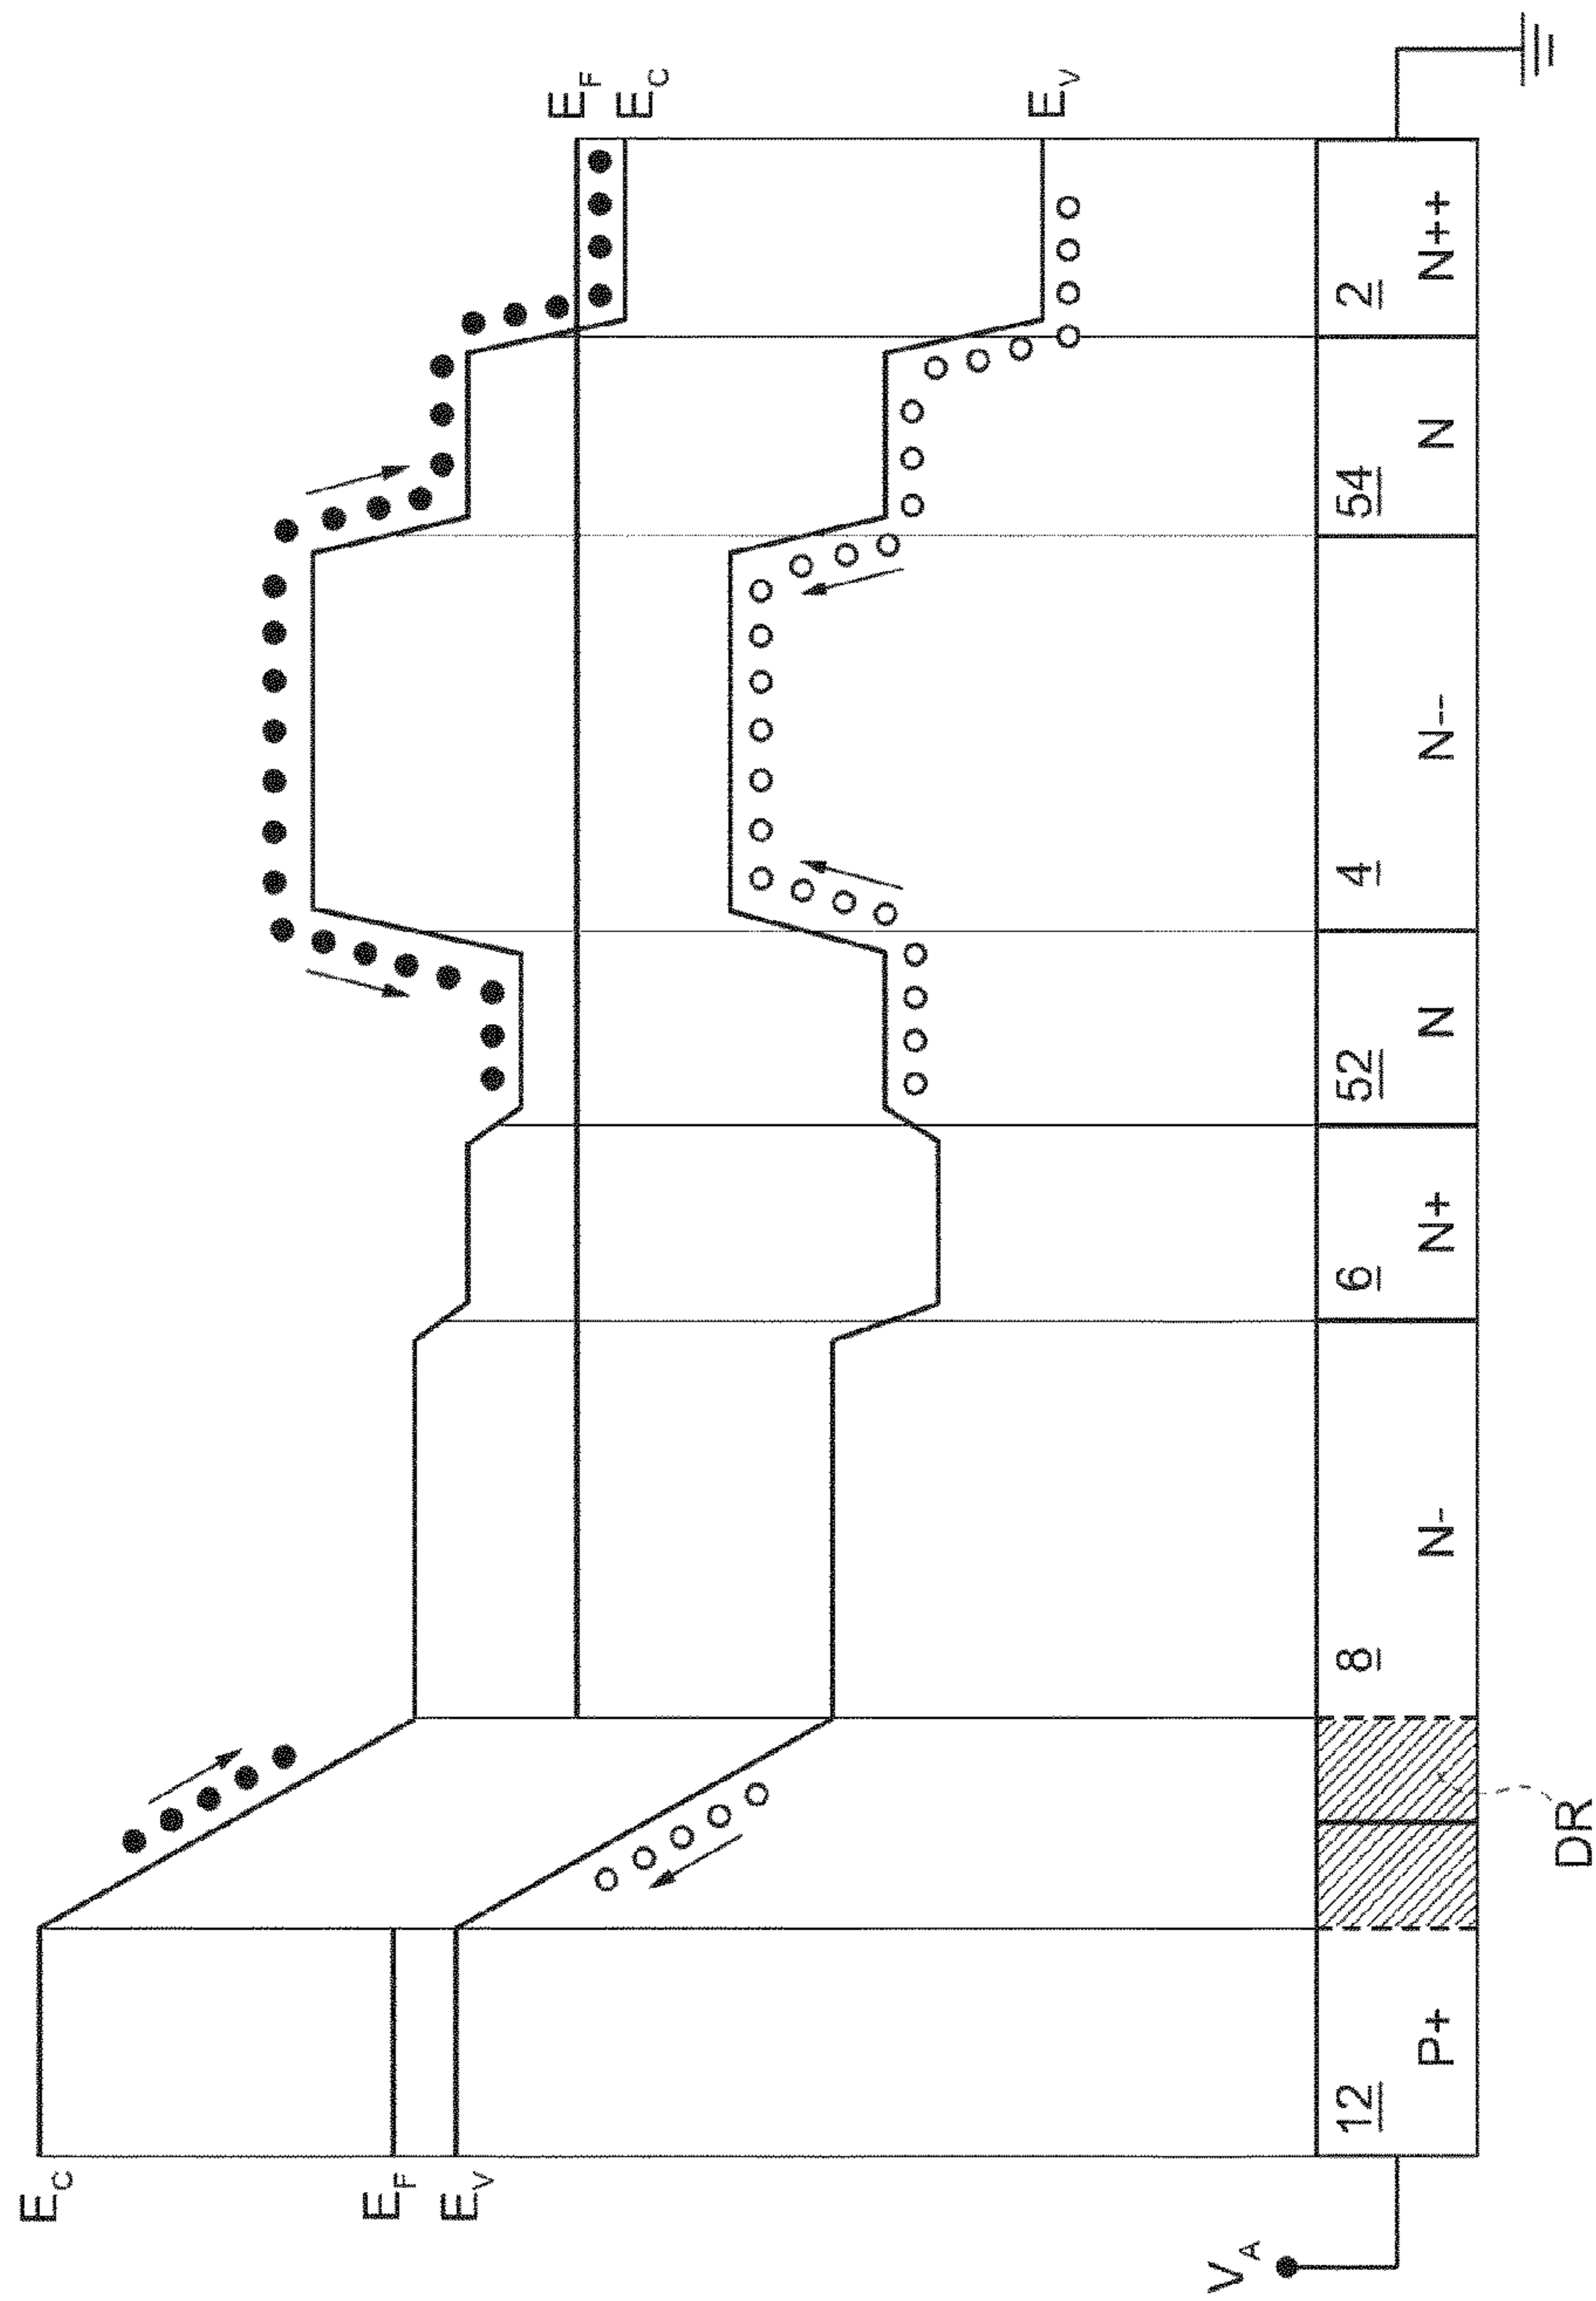 E_C
E_F
E_V
E_F
E_C
E_V
V_A
12 P+
8 N-
6 N+
52 N
4 N--
54 N
2 N++
DR